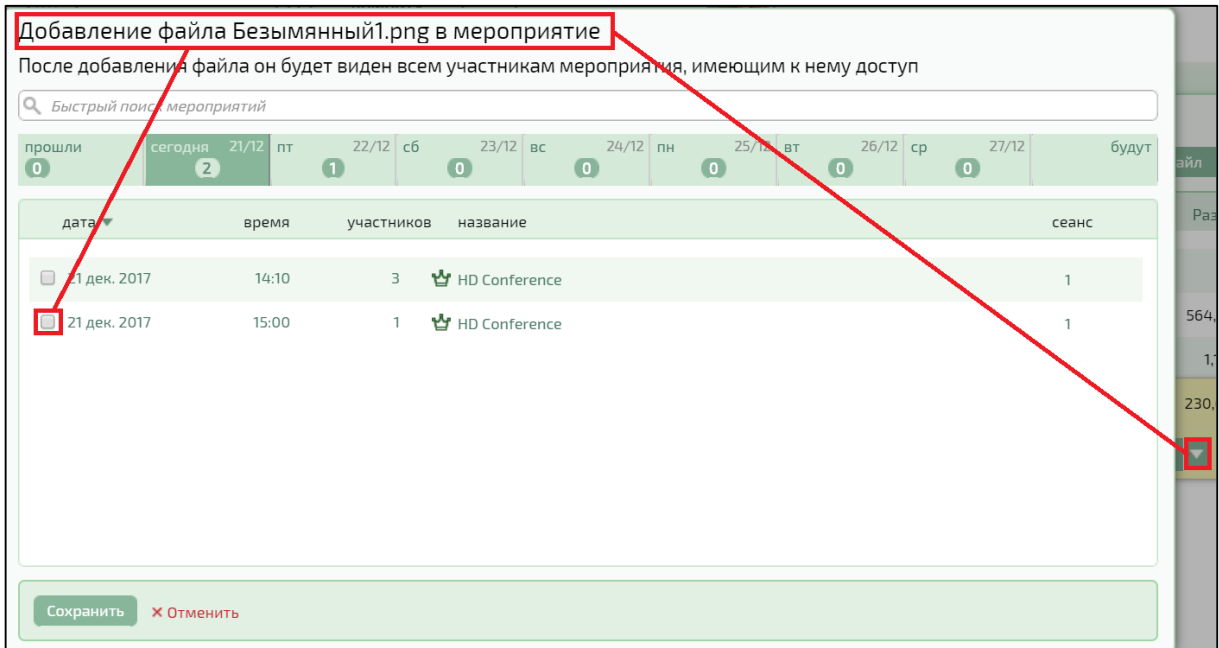 Добавление файла Безымянный1.png в мероприятие
После добавления файла он будет виден всем участникам мероприятия, имеющим к нему доступ
Быстрый поиск мероприятий
прошли сегодня 21/12 пт 22/12 сб 23/12 вс 24/12 пн 25/12 вт 26/12 ср 27/12 будут
0 2 1 0 0 0 0 0
айл
дата время участников название сеанс
Раз
21 дек. 2017 14:10 3 HD Conference 1
21 дек. 2017 15:00 1 HD Conference 1
564,
1,
230,
Сохранить Отменить